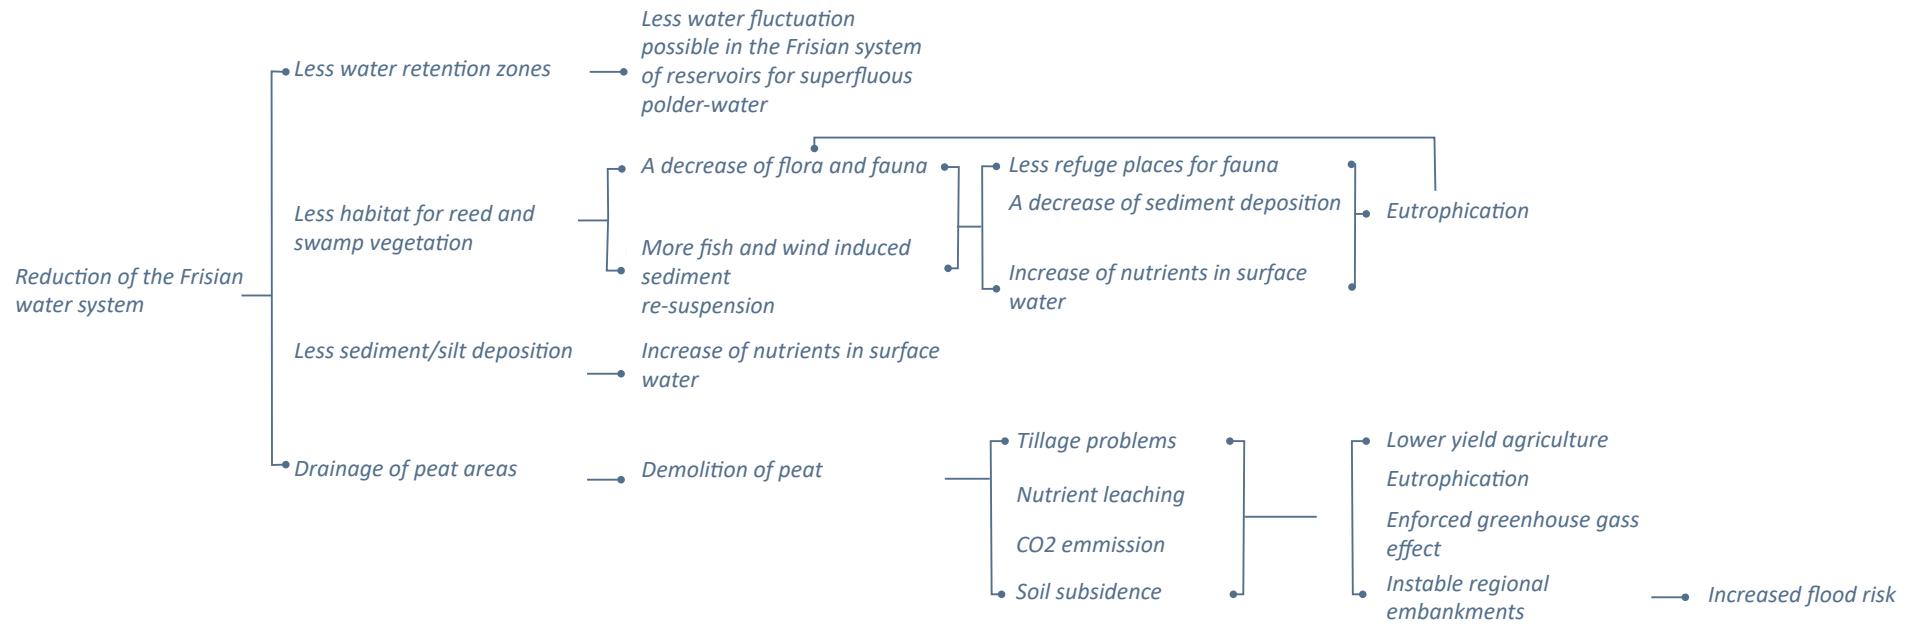 Less water fluctuation
possible in the Frisian system
of reservoirs for superfluous
polder-water
Less water retention zones
A decrease of flora and fauna
Less refuge places for fauna
A decrease of sediment deposition
Eutrophication
Less habitat for reed and
swamp vegetation
More fish and wind induced
sediment
re-suspension
Increase of nutrients in surface
water
Reduction of the Frisian
water system
Less sediment/silt deposition
Increase of nutrients in surface
water
Drainage of peat areas
Demolition of peat
Tillage problems
Nutrient leaching
CO2 emmission
Soil subsidence
Lower yield agriculture
Eutrophication
Enforced greenhouse gass
effect
Instable regional
embankments
Increased flood risk